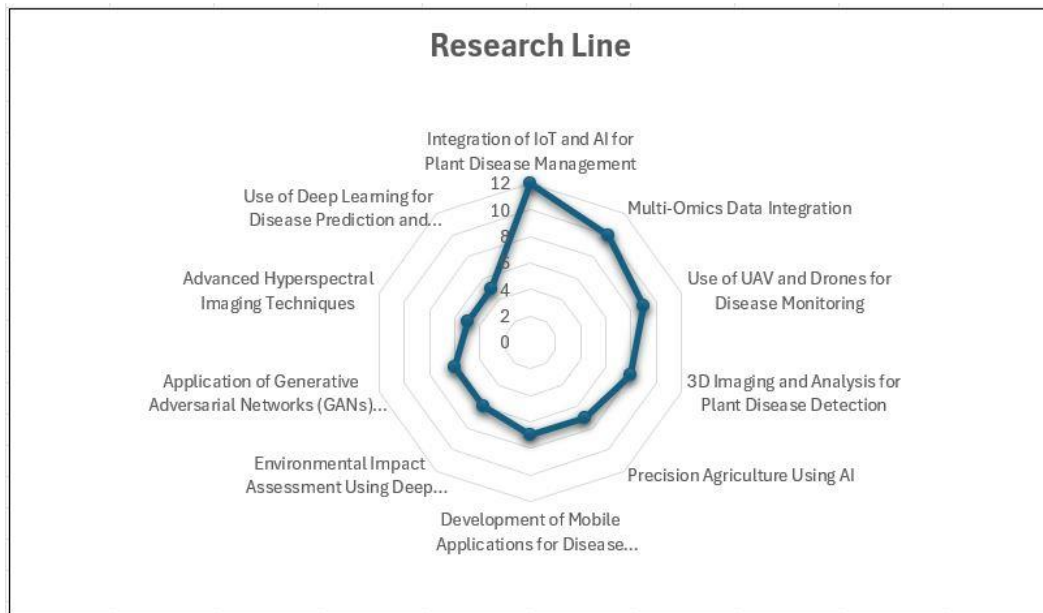 Research Line
Integration of IoT and AI for
Plant Disease Management
Multi-Omics Data Integration
Use of UAV and Drones for
Disease Monitoring
3D Imaging and Analysis for
Plant Disease Detection
Precision Agriculture Using AI
Development of Mobile
Applications for Disease...
Environmental Impact
Assessment Using Deep...
Application of Generative
Adversarial Networks (GANs)...
Advanced Hyperspectral
Imaging Techniques
Use of Deep Learning for
Disease Prediction and...
12
10
8
6
4
2
0